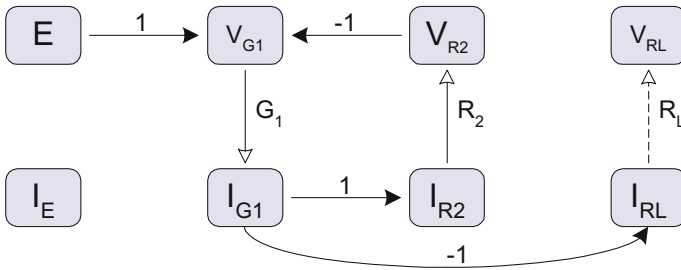 E 1 V_G1 -1 V_R2 V_RL
G_1 R_2 R_L
I_E I_G1 1 I_R2 I_RL
-1